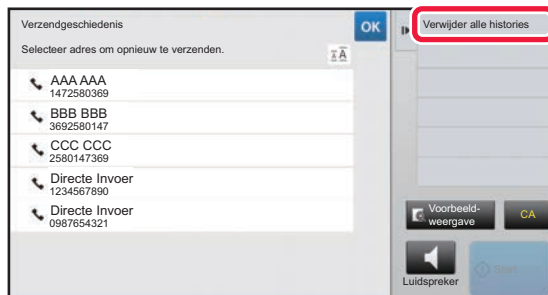 Verzendgeschiedenis
OK
Verwijder alle histories
Selecteer adres om opnieuw te verzenden.
AAA AAA
1472580369
BBB BBB
3692580147
CCC CCC
2580147369
Directe Invoer
1234567890
Directe Invoer
0987654321
Voorbeeld-
weergave
CA
Luidspreker
Start